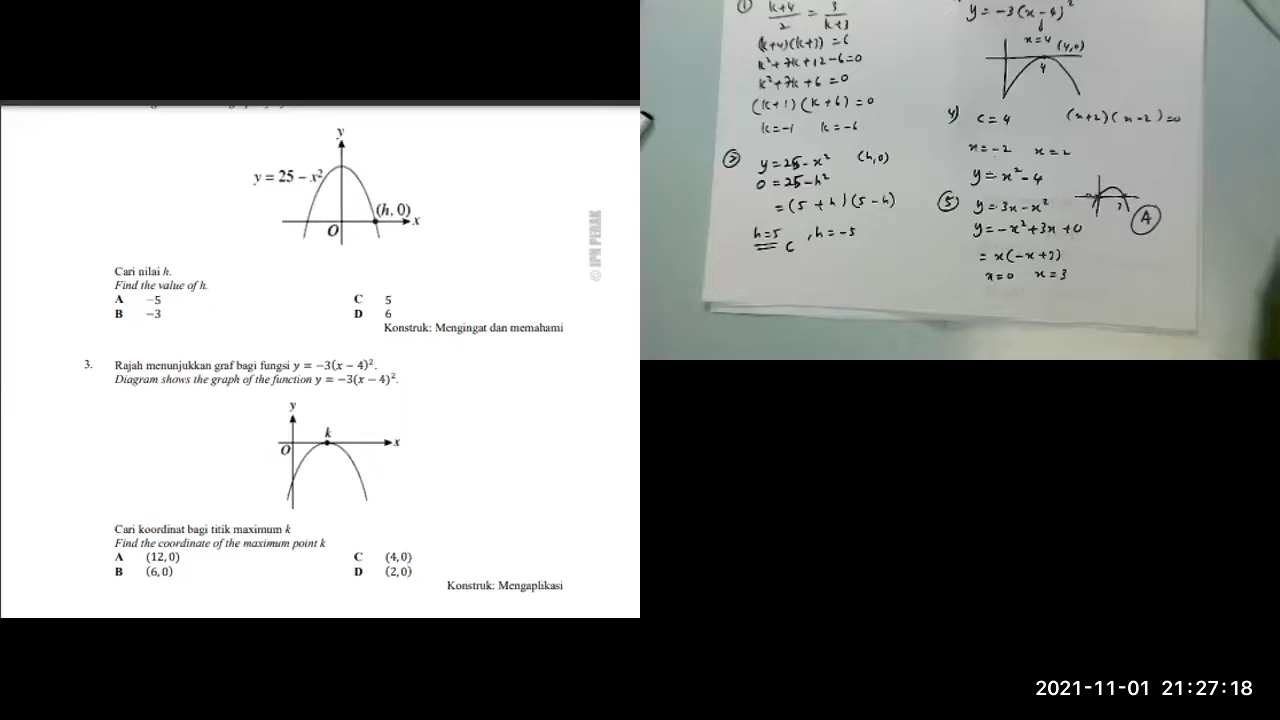 y
y = 25 – x²
(h, 0)
x
O
© JPN PERAK
Cari nilai h.
Find the value of h.
A –5
C 5
B –3
D 6
Konstruk: Mengingat dan memahami
3. Rajah menunjukkan graf bagi fungsi y = –3(x – 4)².
Diagram shows the graph of the function y = –3(x – 4)².
y
k
O
x
Cari koordinat bagi titik maximum k
Find the coordinate of the maximum point k
A (12, 0)
C (4,0)
B (6, 0)
D (2,0)
Konstruk: Mengaplikasi
① k+4/2 = 3/k+3
(k+4)(k+3) = 6
k² + 7k + 12 – 6 = 0
k² + 7k + 6 = 0
(k+1)(k+6) = 0
k = –1 k = –6
② y = 25 – x² (h,0)
0 = 25 – h²
= (5 + h)(5 – h)
h = 5 , h = –5
C
y = –3(x – 4)²
x = 4 (4,0)
4
4) c = 4 (x+2)(x–2) = 0
x = –2 x = 2
y = x² – 4
⑤ y = 3x – x²
y = –x² + 3x + 0
= x(–x + 3)
x = 0 x = 3
3
A
2021-11-01 21:27:18